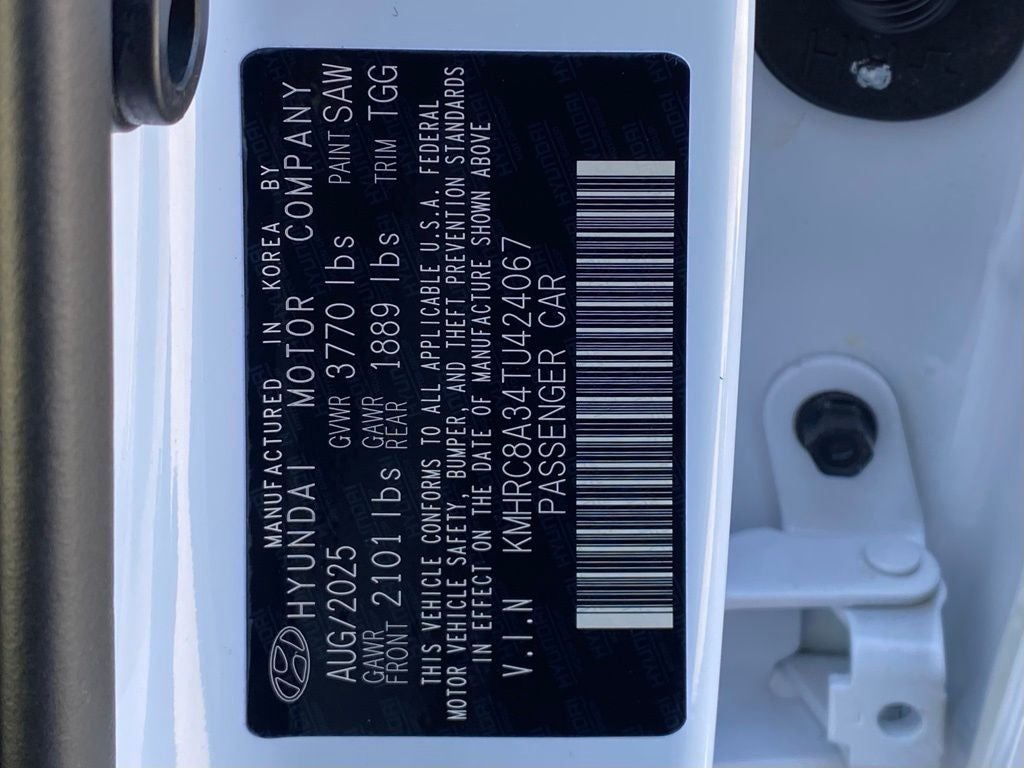 MANUFACTURED IN KOREA BY
HYUNDAI MOTOR COMPANY
AUG/2025 GVWR 3770 lbs PAINT SAW
GAWR FRONT 2101 lbs GAWR REAR 1889 lbs TRIM TGG
THIS VEHICLE CONFORMS TO ALL APPLICABLE U.S.A. FEDERAL
MOTOR VEHICLE SAFETY, BUMPER, AND THEFT PREVENTION STANDARDS
IN EFFECT ON THE DATE OF MANUFACTURE SHOWN ABOVE
V.I.N KMHRC8A34TU424067
PASSENGER CAR